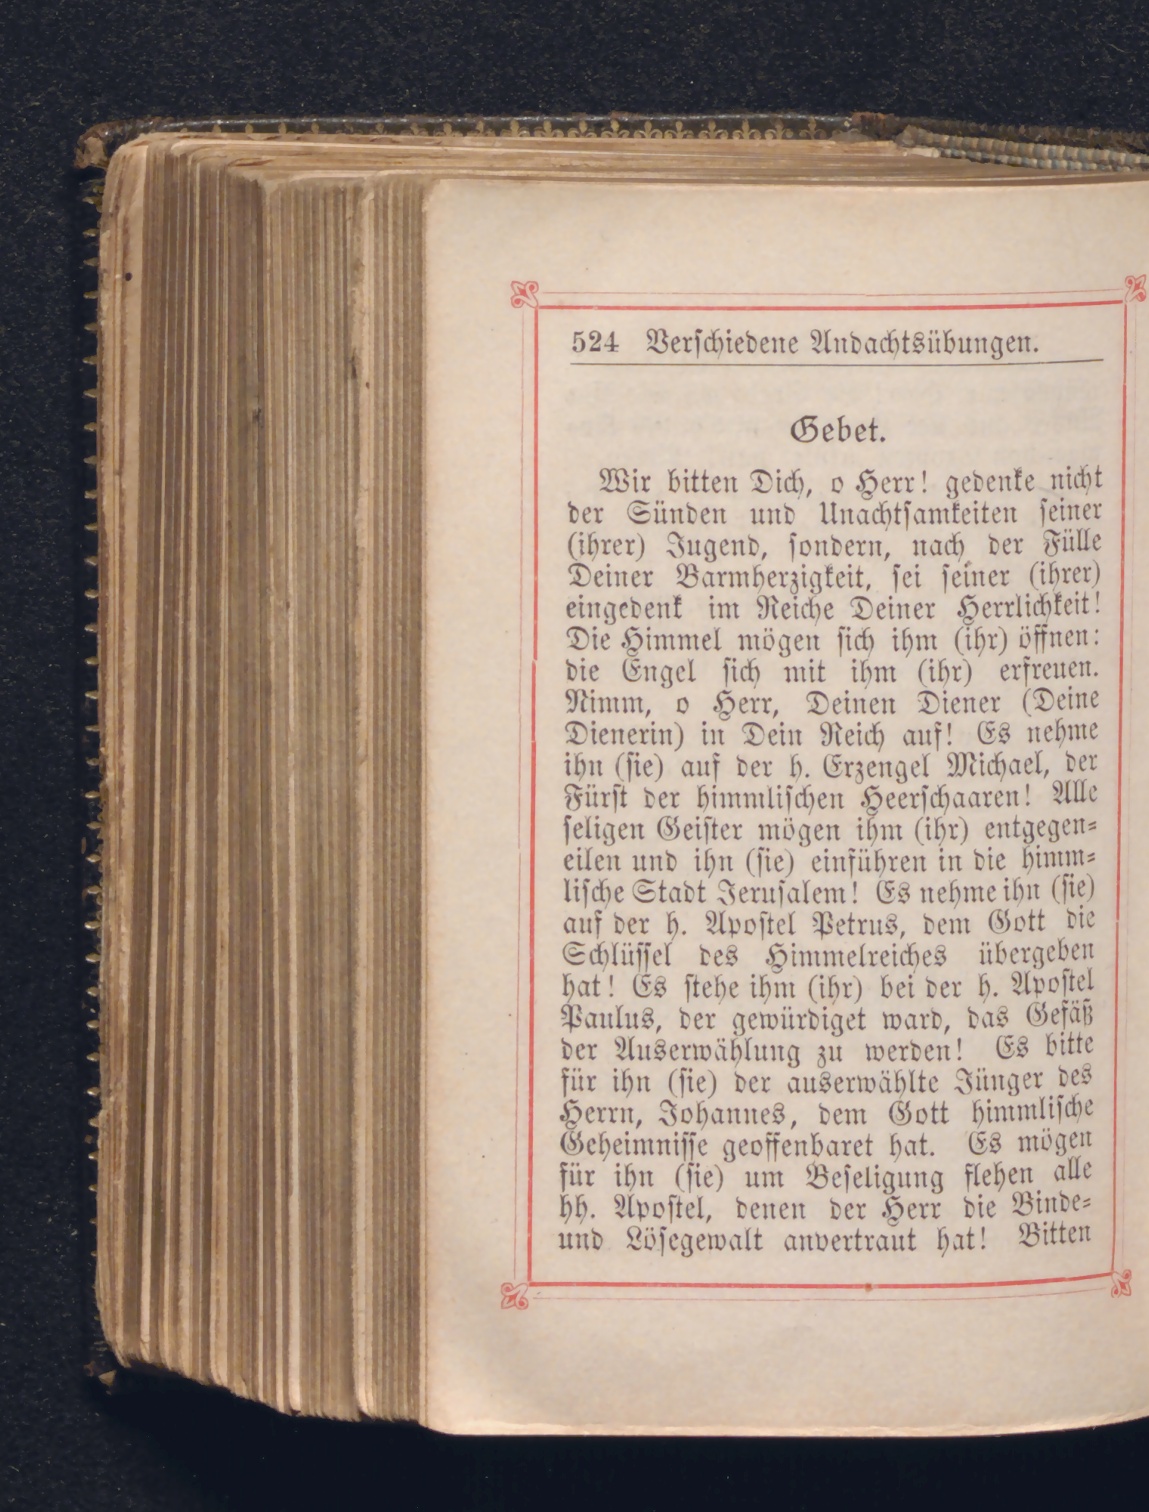 524 Verschiedene Andachtsübungen.
Gebet.
Wir bitten Dich, o Herr! gedenke nicht
der Sünden und Unachtsamkeiten seiner
(ihrer) Jugend, sondern, nach der Fülle
Deiner Barmherzigkeit, sei seiner (ihrer)
eingedenk im Reiche Deiner Herrlichkeit!
Die Himmel mögen sich ihm (ihr) öffnen:
die Engel sich mit ihm (ihr) erfreuen.
Nimm, o Herr, Deinen Diener (Deine
Dienerin) in Dein Reich auf! Es nehme
ihn (sie) auf der h. Erzengel Michael, der
Fürst der himmlischen Heerschaaren! Alle
seligen Geister mögen ihm (ihr) entgegen-
eilen und ihn (sie) einführen in die himm-
lische Stadt Jerusalem! Es nehme ihn (sie)
auf der h. Apostel Petrus, dem Gott die
Schlüssel des Himmelreiches übergeben
hat! Es stehe ihm (ihr) bei der h. Apostel
Paulus, der gewürdiget ward, das Gefäß
der Auserwählung zu werden! Es bitte
für ihn (sie) der auserwählte Jünger des
Herrn, Johannes, dem Gott himmlische
Geheimnisse geoffenbaret hat. Es mögen
für ihn (sie) um Beseligung flehen alle
hh. Apostel, denen der Herr die Binde-
und Lösegewalt anvertraut hat! Bitten